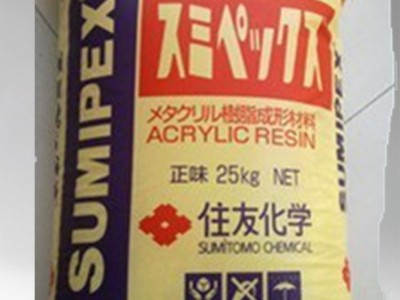 SUMIPEX
スミペックス
メタクリル樹脂成形材料
ACRYLIC RESIN
正味 25kg NET
住友化学
SUMITOMO CHEMICAL